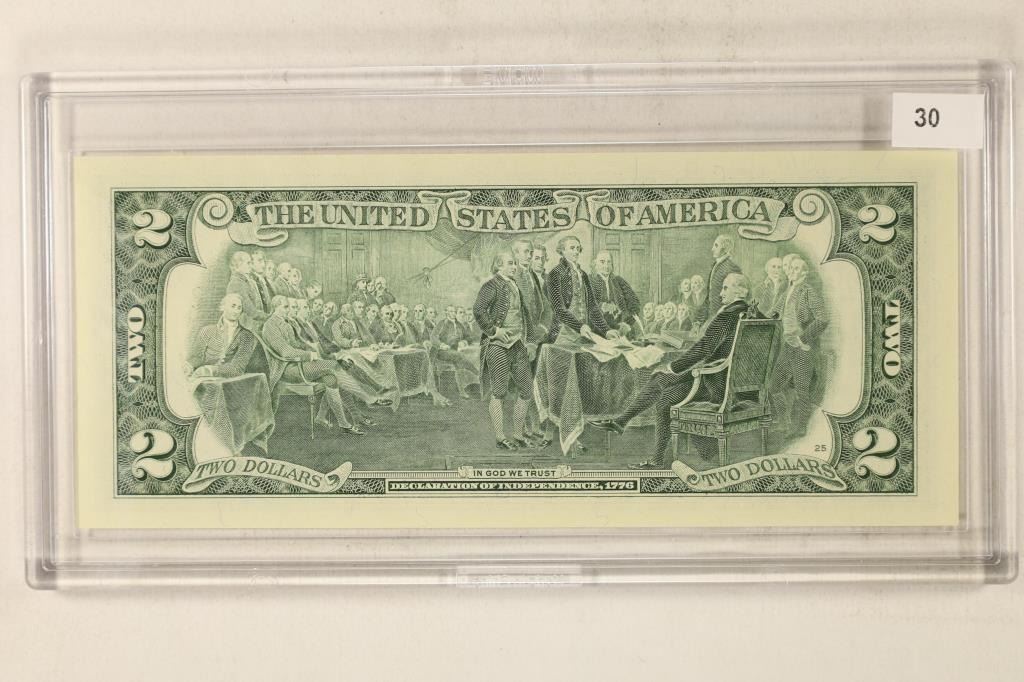 30
THE UNITED STATES OF AMERICA
2 2
TWO TWO
2 2
25
TWO DOLLARS IN GOD WE TRUST TWO DOLLARS
DECLARATION OF INDEPENDENCE, 1776